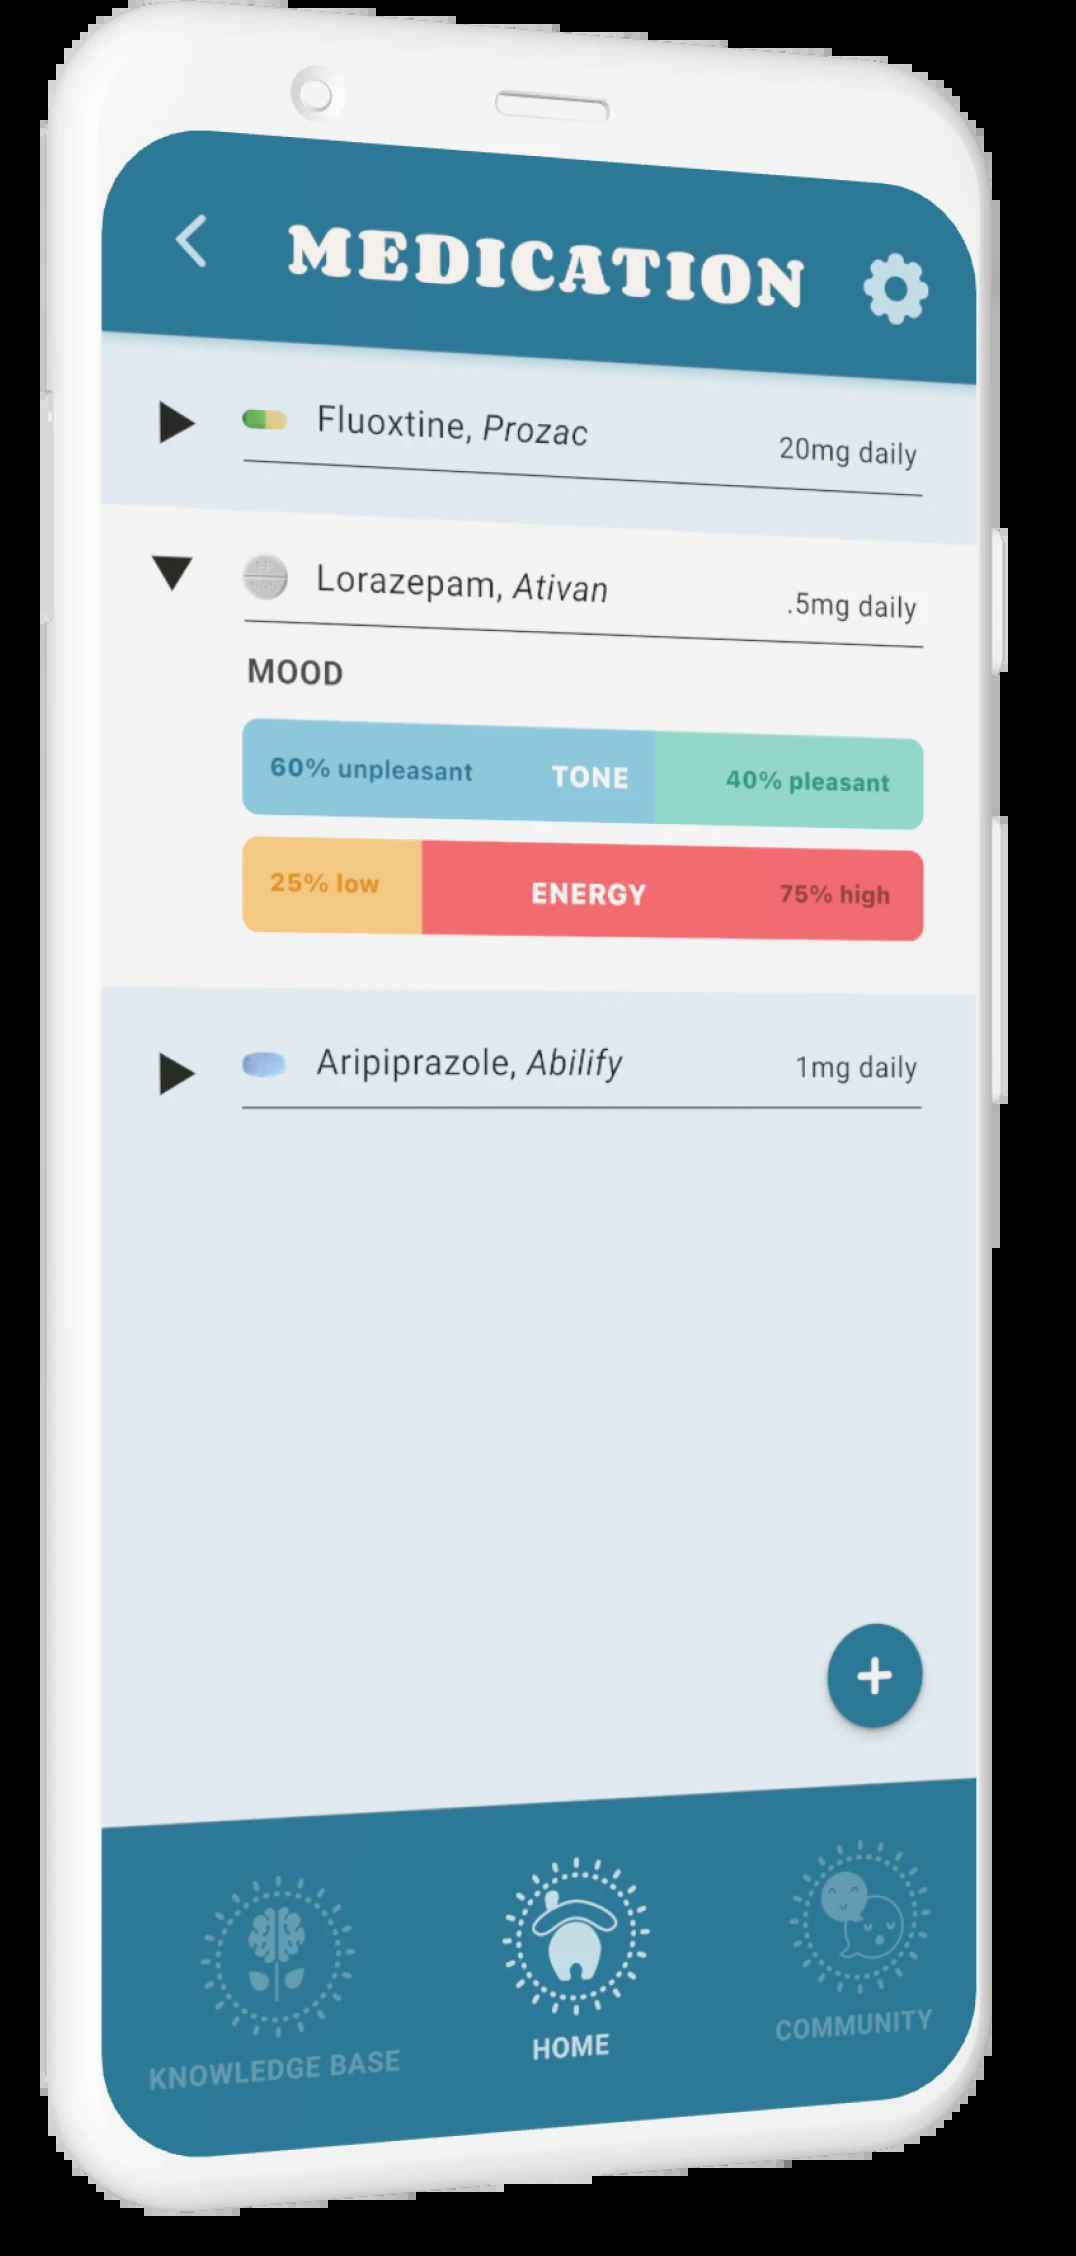 MEDICATION
Fluoxtine, Prozac 20mg daily
Lorazepam, Ativan .5mg daily
MOOD
60% unpleasant TONE 40% pleasant
25% low ENERGY 75% high
Aripiprazole, Abilify 1mg daily
+
KNOWLEDGE BASE HOME COMMUNITY